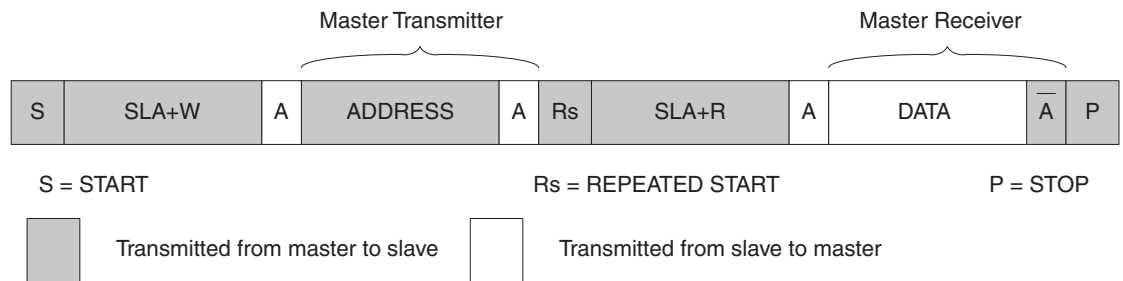 Master Transmitter Master Receiver
S SLA+W A ADDRESS A Rs SLA+R A DATA A̅ P
S = START Rs = REPEATED START P = STOP
Transmitted from master to slave Transmitted from slave to master